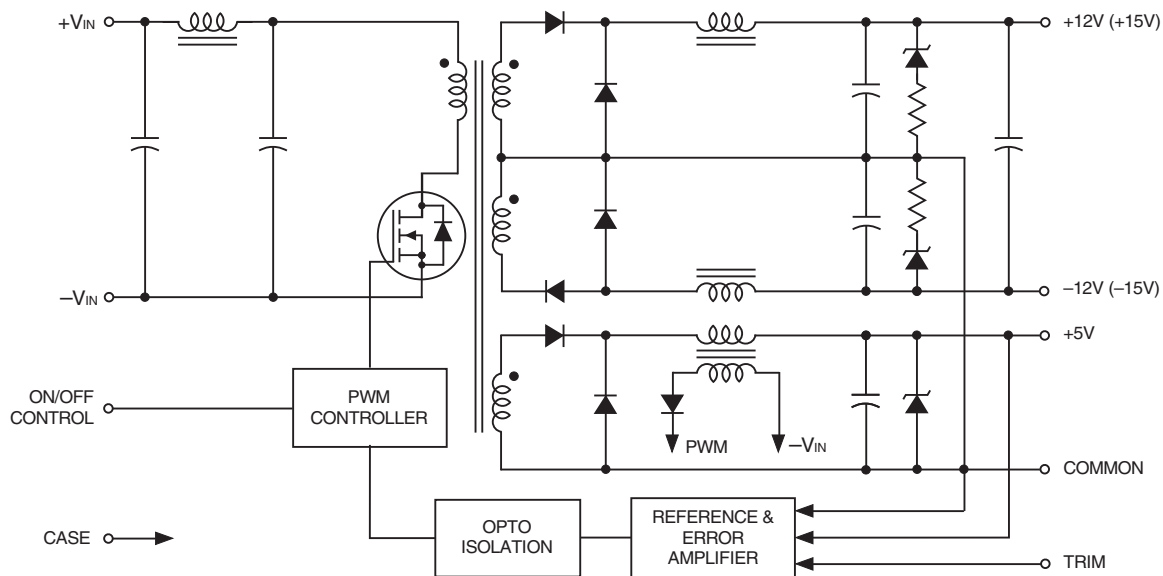 +VIN
+12V (+15V)
–VIN
–12V (–15V)
+5V
ON/OFF
CONTROL
PWM
CONTROLLER
PWM
–VIN
COMMON
CASE
OPTO
ISOLATION
REFERENCE &
ERROR
AMPLIFIER
TRIM